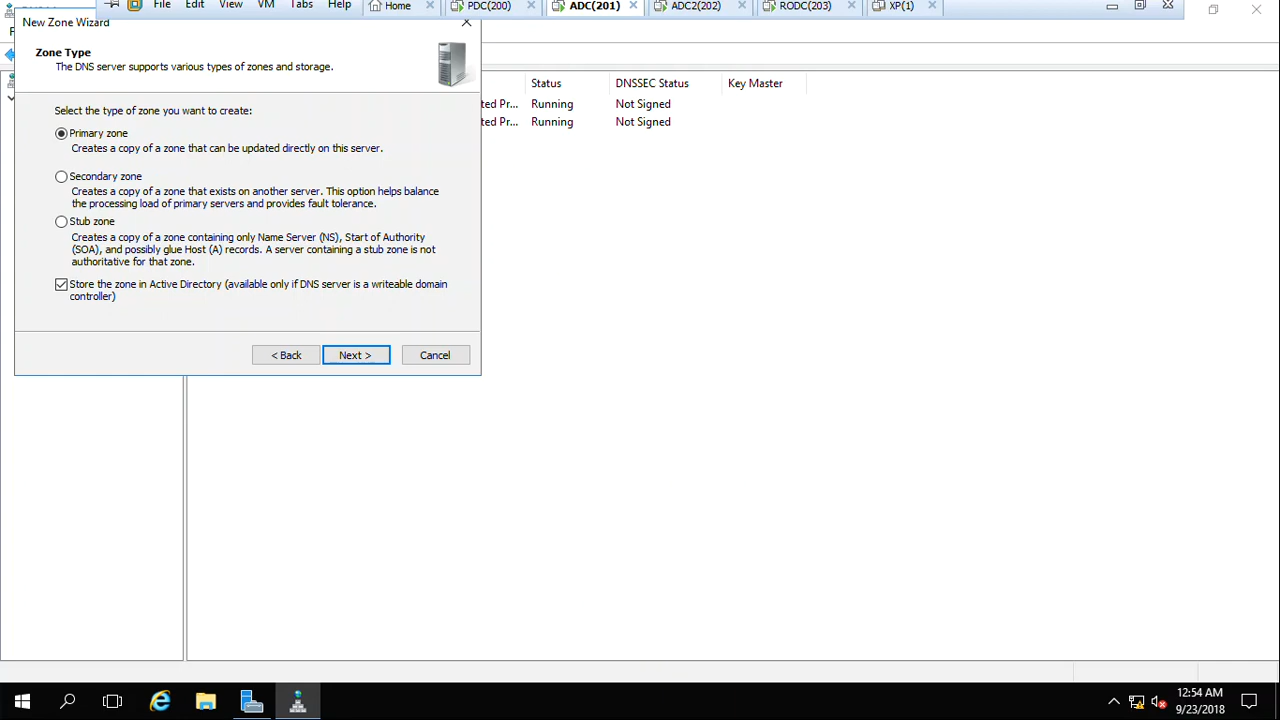 File Edit View VM Tabs Help Home PDC(200) ADC(201) ADC2(202) RODC(203) XP(1)
New Zone Wizard
Zone Type
The DNS server supports various types of zones and storage.
Select the type of zone you want to create:
Primary zone
Creates a copy of a zone that can be updated directly on this server.
Secondary zone
Creates a copy of a zone that exists on another server. This option helps balance
the processing load of primary servers and provides fault tolerance.
Stub zone
Creates a copy of a zone containing only Name Server (NS), Start of Authority
(SOA), and possibly glue Host (A) records. A server containing a stub zone is not
authoritative for that zone.
Store the zone in Active Directory (available only if DNS server is a writeable domain
controller)
< Back Next > Cancel
Status DNSSEC Status Key Master
ted Pr... Running Not Signed
ted Pr... Running Not Signed
12:54 AM
9/23/2018